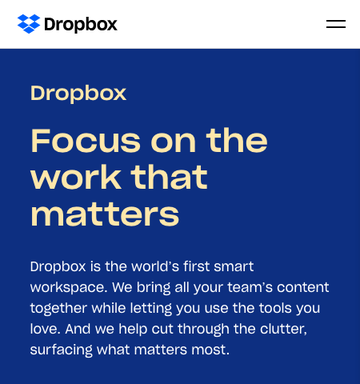 Dropbox
Dropbox
Focus on the
work that
matters
Dropbox is the world’s first smart
workspace. We bring all your team’s content
together while letting you use the tools you
love. And we help cut through the clutter,
surfacing what matters most.